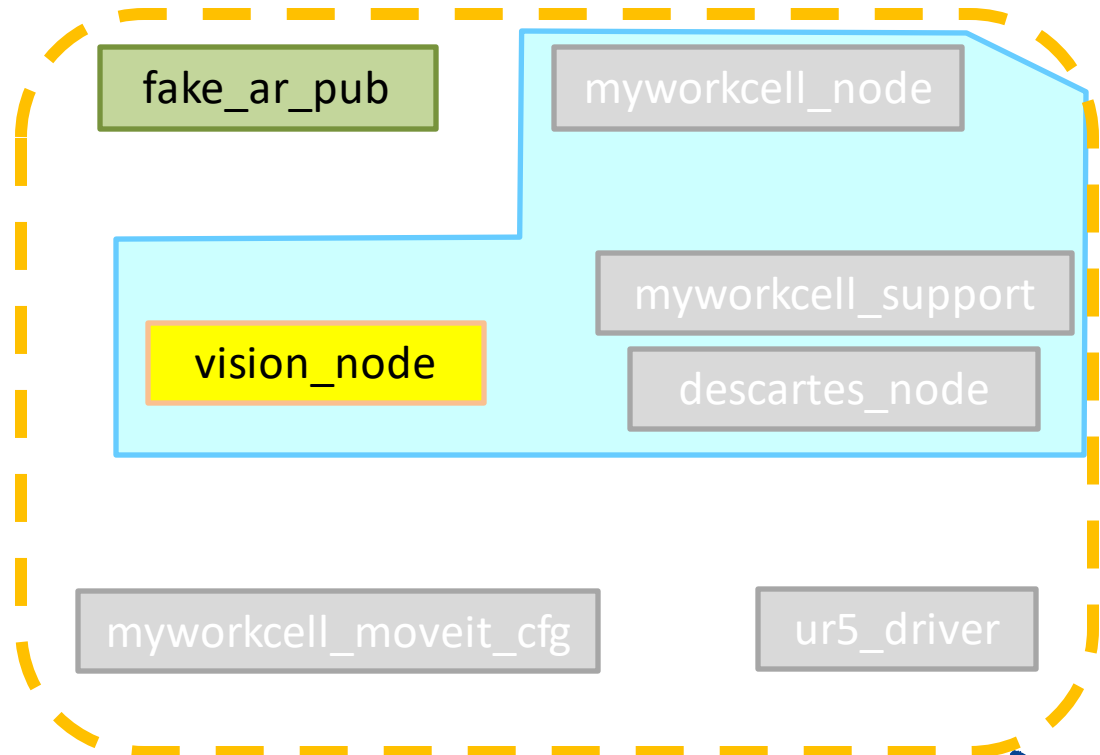 fake_ar_pub
myworkcell_node
myworkcell_support
vision_node
descartes_node
myworkcell_moveit_cfg
ur5_driver